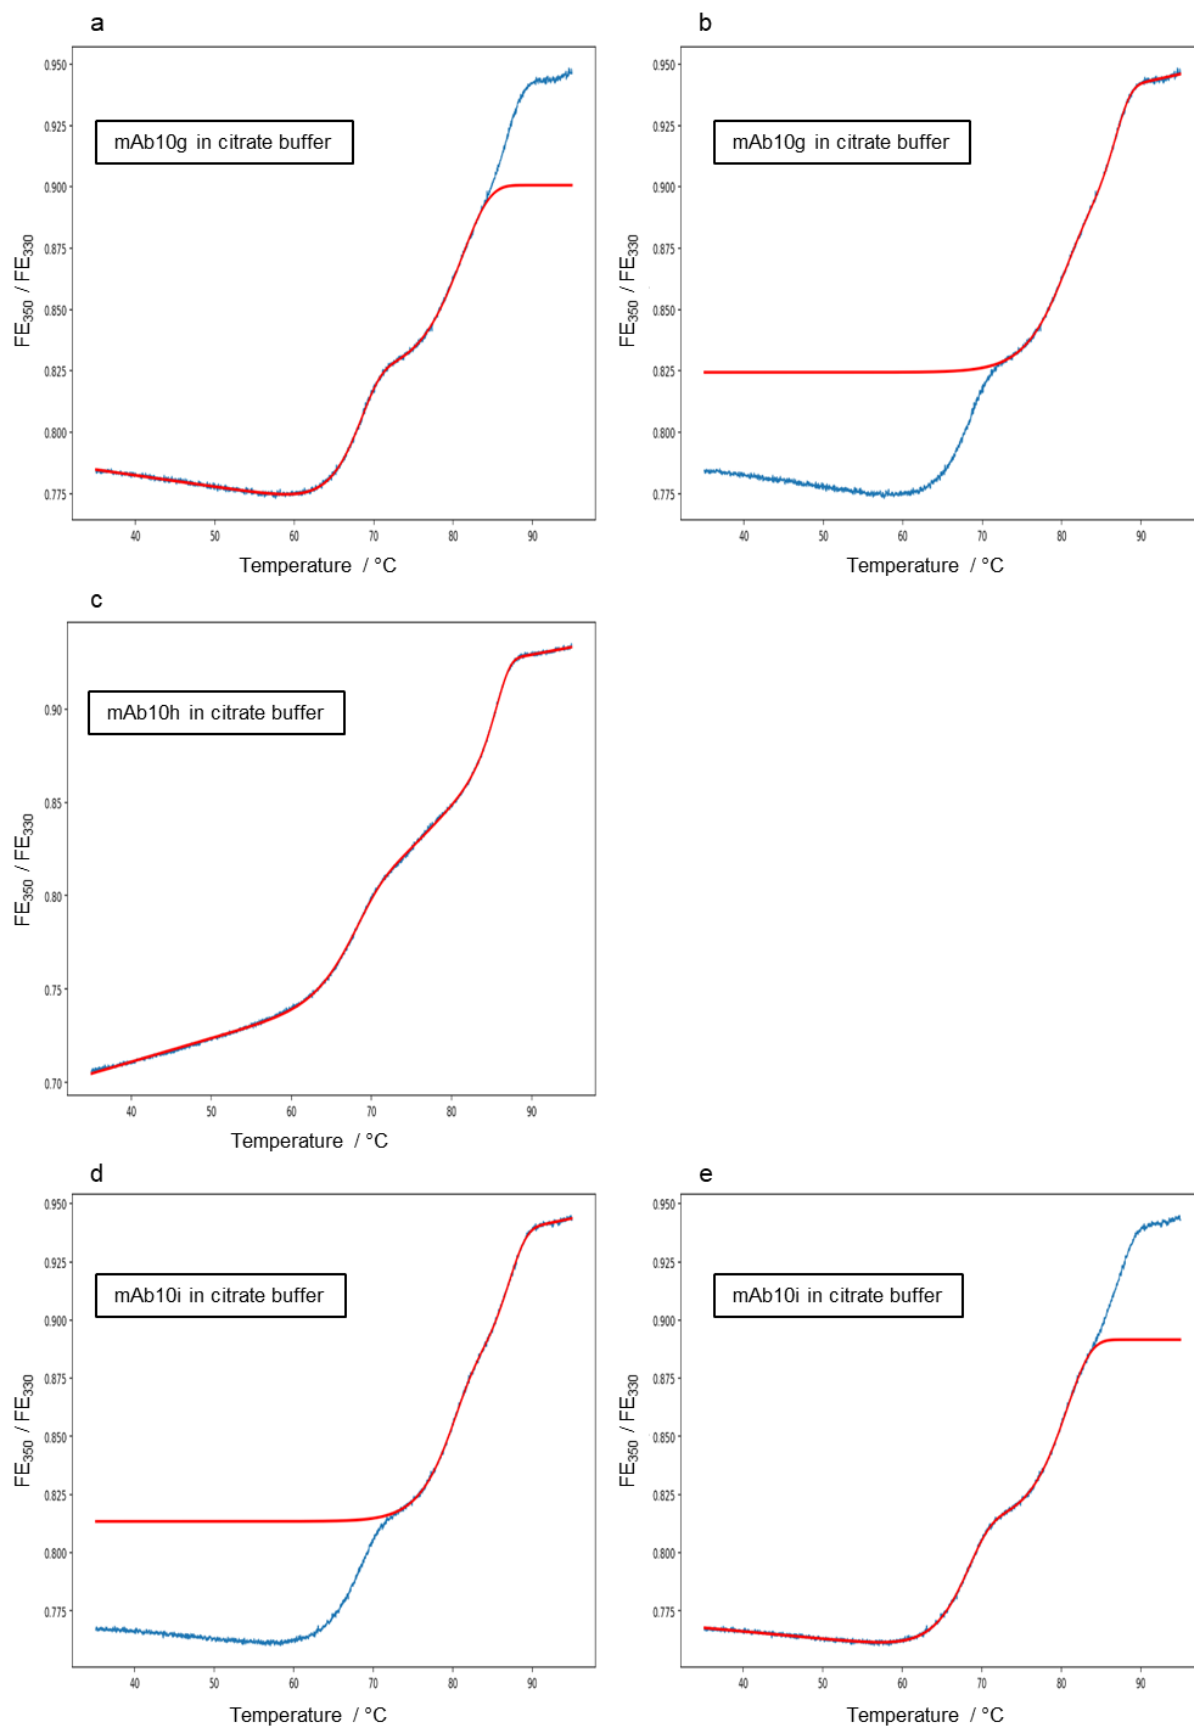 a
0.950
0.925
0.900
0.875
0.850
0.825
0.800
0.775
FE350 / FE330
mAb10g in citrate buffer
40 50 60 70 80 90
Temperature / °C
b
0.950
0.925
0.900
0.875
0.850
0.825
0.800
0.775
FE350 / FE330
mAb10g in citrate buffer
40 50 60 70 80 90
Temperature / °C
c
0.90
0.85
0.80
0.75
0.70
FE350 / FE330
mAb10h in citrate buffer
40 50 60 70 80 90
Temperature / °C
d
0.950
0.925
0.900
0.875
0.850
0.825
0.800
0.775
FE350 / FE330
mAb10i in citrate buffer
40 50 60 70 80 90
Temperature / °C
e
0.950
0.925
0.900
0.875
0.850
0.825
0.800
0.775
FE350 / FE330
mAb10i in citrate buffer
40 50 60 70 80 90
Temperature / °C